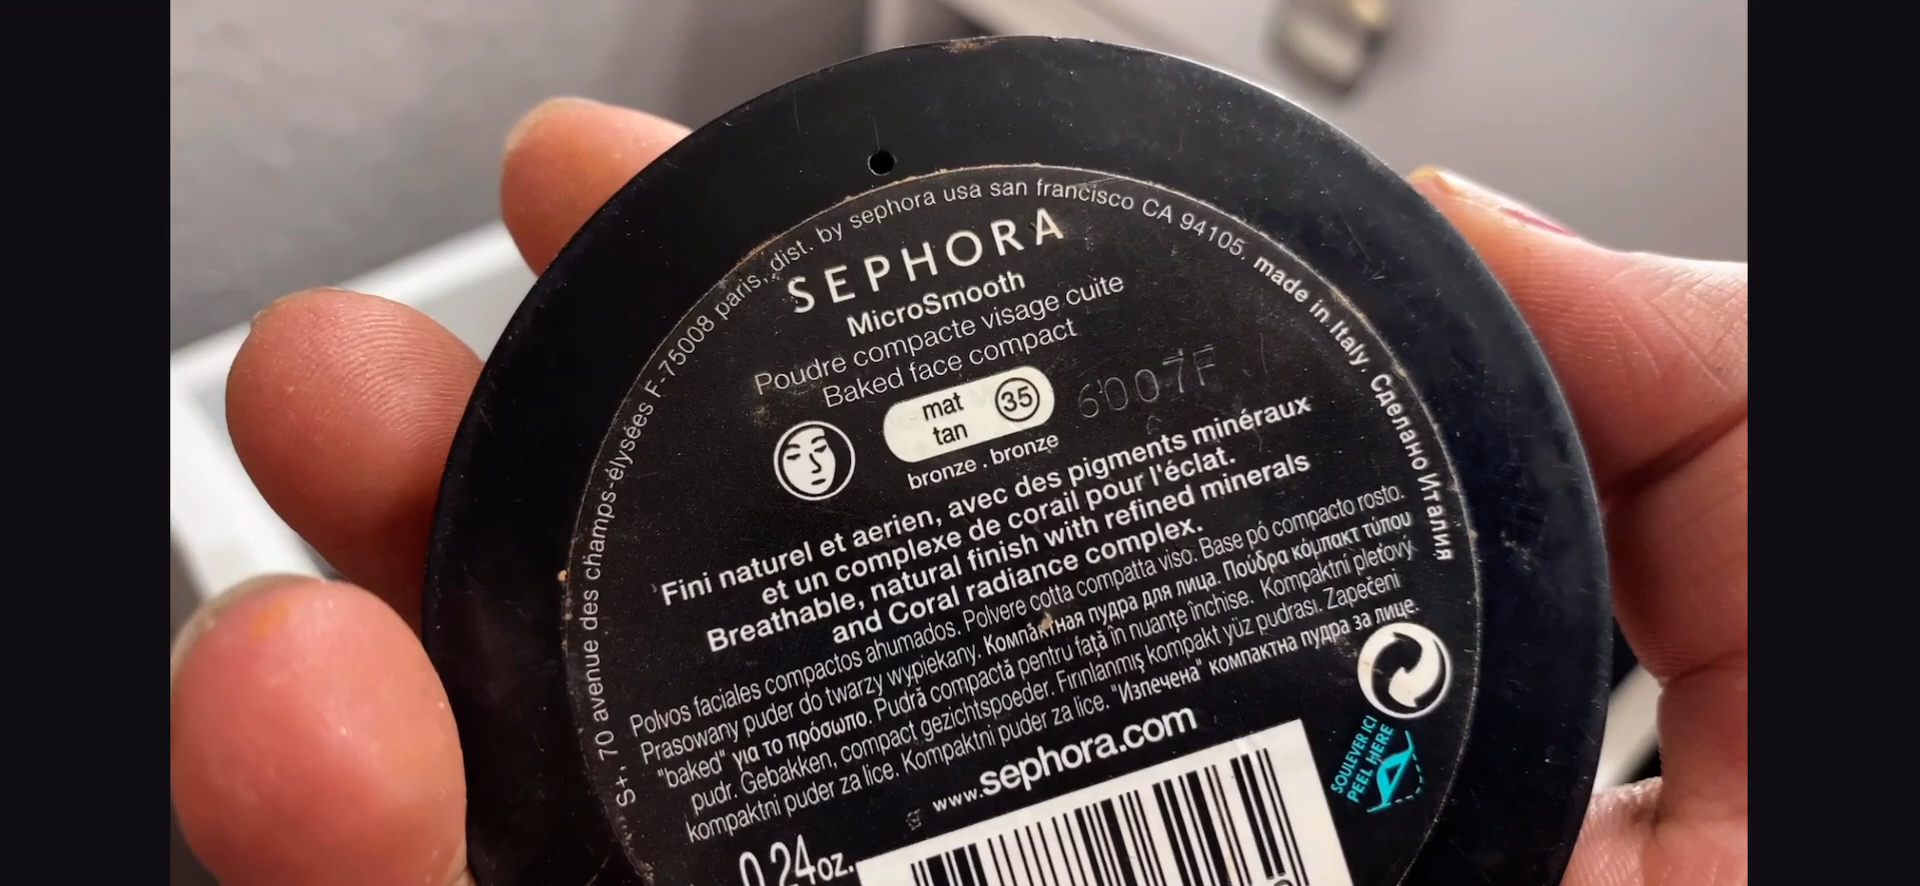 S+, 70 avenue des champs-élysées F-75008 paris, dist. by sephora usa san francisco CA 94105. made in Italy. Сделано Италия
SEPHORA
MicroSmooth
Poudre compacte visage cuite
Baked face compact
mat
tan
35
6007F
bronze . bronze
Fini naturel et aerien, avec des pigments minéraux
et un complexe de corail pour l'éclat.
Breathable, natural finish with refined minerals
and Coral radiance complex.
Polvos faciales compactos ahumados. Polvere cotta compatta viso. Base pó compacto rosto.
Prasowany puder do twarzy wypiekany. Компактная пудра для лица. Πούδρα κόμπακτ τύπου
"baked" για το πρόσωπο. Pudră compactă pentru față în nuanțe închise. Kompaktní pleťový
pudr. Gebakken, compact gezichtspoeder. Fırınlanmış kompakt yüz pudrası. Zapečeni
kompaktni puder za lice. Kompaktni puder za lice. "Изпечена" компактна пудра за лице.
www.sephora.com
SOULEVER ICI
PEEL HERE
0.24 oz.